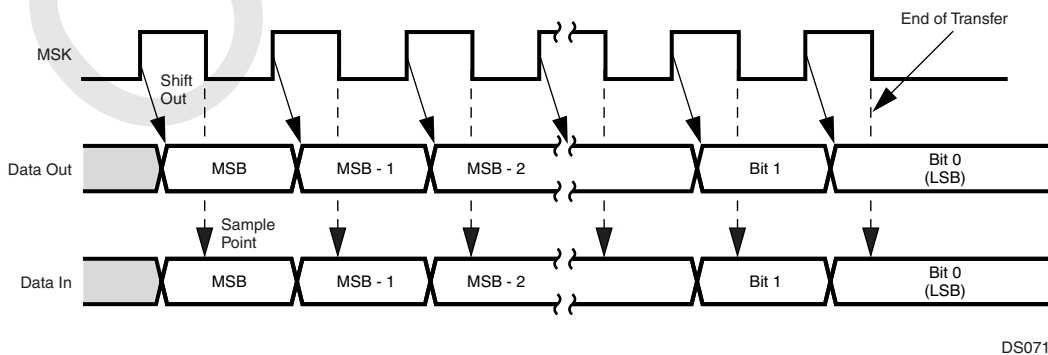 End of Transfer
MSK
Shift
Out
Data Out
MSB
MSB - 1
MSB - 2
Bit 1
Bit 0
(LSB)
Sample
Point
Data In
MSB
MSB - 1
MSB - 2
Bit 1
Bit 0
(LSB)
DS071